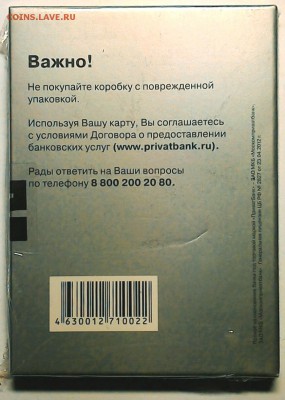 COINS.LAVE.RU
Важно!
Не покупайте коробку с поврежденной
упаковкой.
Используя Вашу карту, Вы соглашаетесь
с условиями Договора о предоставлении
банковских услуг (www.privatbank.ru).
Рады ответить на Ваши вопросы
по телефону 8 800 200 20 80.
4 630012 710022